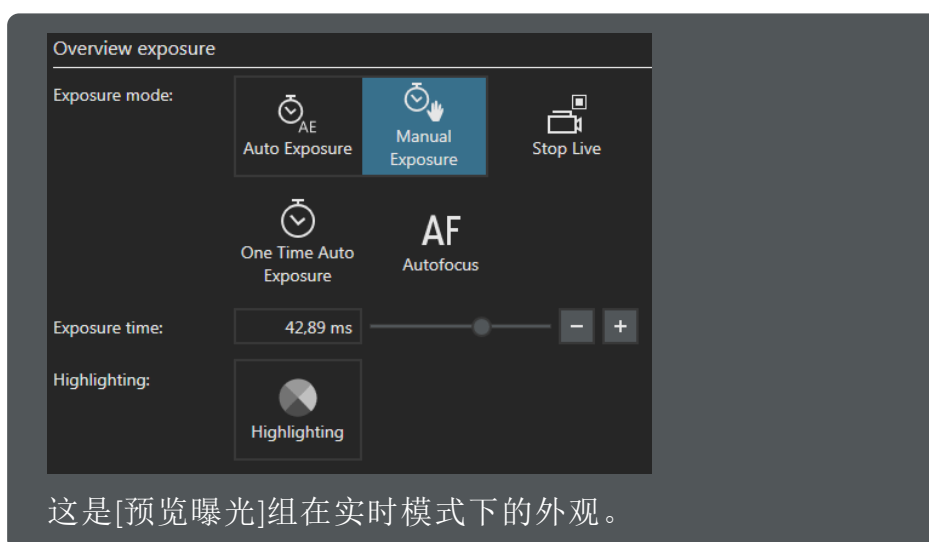 Overview exposure
Exposure mode:
AE
Auto Exposure
Manual
Exposure
Stop Live
One Time Auto
Exposure
AF
Autofocus
Exposure time:
42,89 ms
− +
Highlighting:
Highlighting
这是[预览曝光]组在实时模式下的外观。